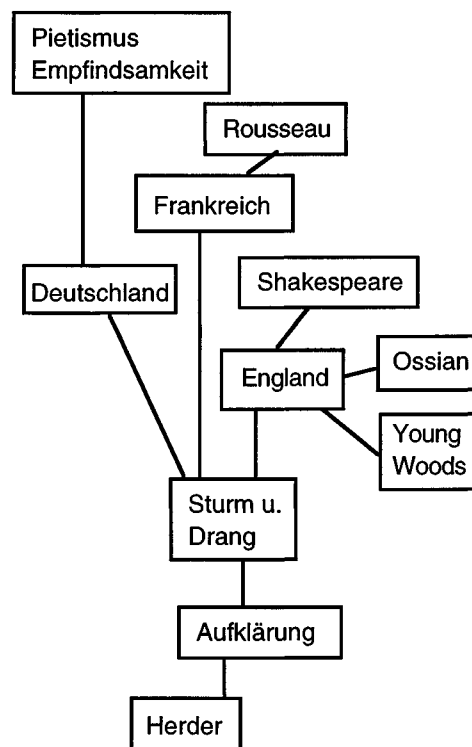 Pietismus
Empfindsamkeit
Rousseau
Frankreich
Deutschland
Shakespeare
England
Ossian
Young
Woods
Sturm u.
Drang
Aufklärung
Herder